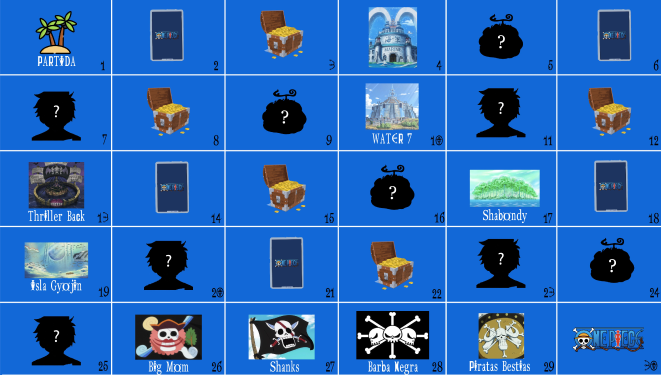 PARTIDA 1
2
3
4
? 5
6
? 7
8
? 9
WATER 7 10
? 11
12
Thriller Bark 13
14
15
? 16
Shabondy 17
18
Isla Gyojin 19
? 20
21
22
? 23
? 24
? 25
Big Mom 26
Shanks 27
Barba Negra 28
Piratas Bestias 29
ONE PIECE 30